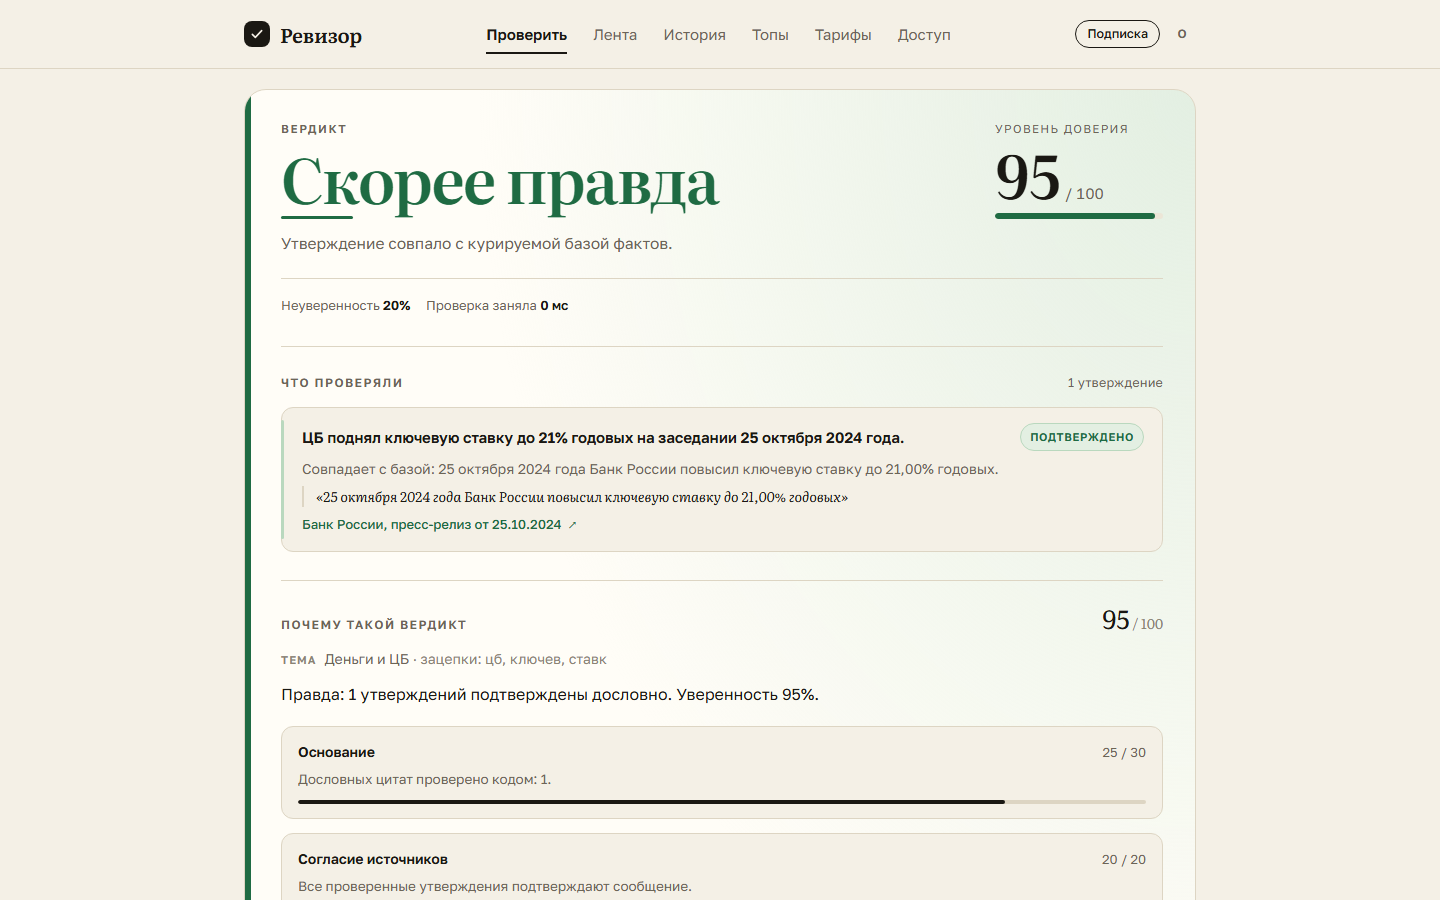 Ревизор
Проверить Лента История Топы Тарифы Доступ
Подписка О
ВЕРДИКТ
Скорее правда
Утверждение совпало с курируемой базой фактов.
УРОВЕНЬ ДОВЕРИЯ
95 / 100
Неуверенность 20% Проверка заняла 0 мс
ЧТО ПРОВЕРЯЛИ
1 утверждение
ЦБ поднял ключевую ставку до 21% годовых на заседании 25 октября 2024 года.
ПОДТВЕРЖДЕНО
Совпадает с базой: 25 октября 2024 года Банк России повысил ключевую ставку до 21,00% годовых.
«25 октября 2024 года Банк России повысил ключевую ставку до 21,00% годовых»
Банк России, пресс-релиз от 25.10.2024 ↗
ПОЧЕМУ ТАКОЙ ВЕРДИКТ
95 / 100
ТЕМА Деньги и ЦБ · зацепки: цб, ключев, ставк
Правда: 1 утверждений подтверждены дословно. Уверенность 95%.
Основание
25 / 30
Дословных цитат проверено кодом: 1.
Согласие источников
20 / 20
Все проверенные утверждения подтверждают сообщение.